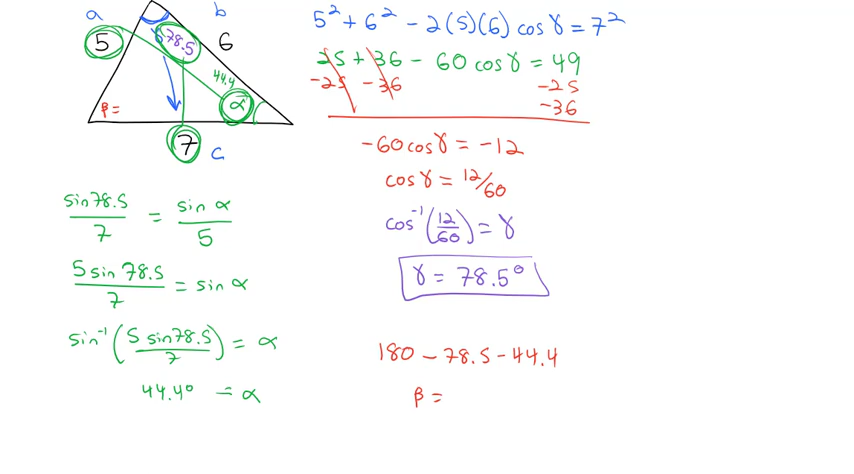 a
b
5
γ 78.5
6
44.4
α
β =
7
c
5² + 6² - 2(5)(6) cos γ = 7²
25 + 36 - 60 cos γ = 49
-25 -36 -25
-36
-60 cos γ = -12
cos γ = 12/60
cos⁻¹(12/60) = γ
γ = 78.5°
sin 78.5/7 = sin α/5
5 sin 78.5/7 = sin α
sin⁻¹(5 sin 78.5/7) = α
44.4° = α
180 - 78.5 - 44.4
β =